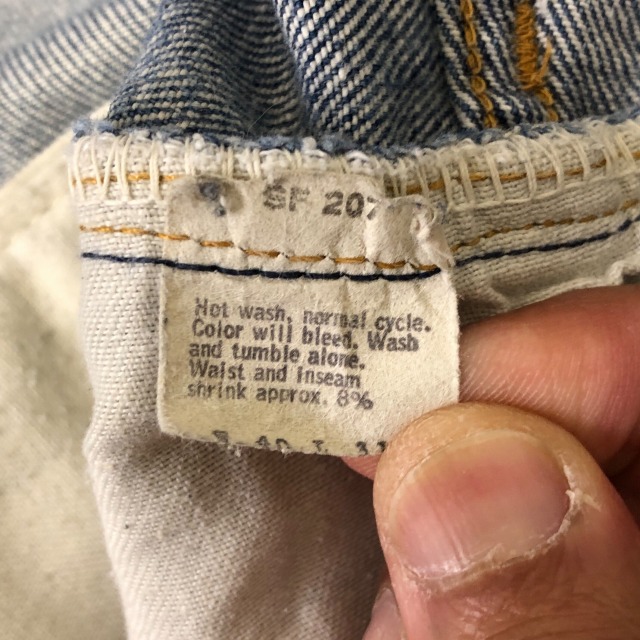 SF 207
Hot wash, normal cycle.
Color will bleed. Wash
and tumble alone.
Waist and Inseam
shrink approx. 8%